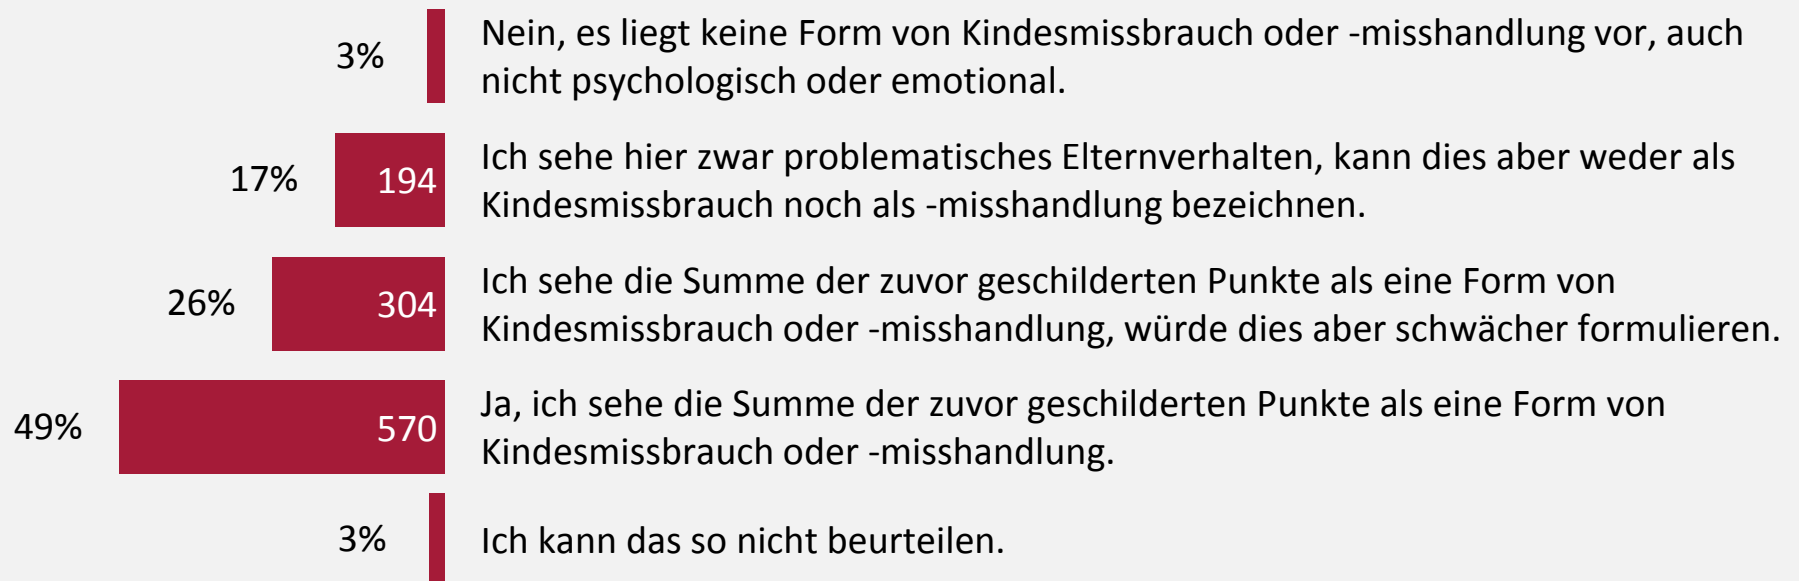 3%
Nein, es liegt keine Form von Kindesmissbrauch oder -misshandlung vor, auch
nicht psychologisch oder emotional.
17%
194
Ich sehe hier zwar problematisches Elternverhalten, kann dies aber weder als
Kindesmissbrauch noch als -misshandlung bezeichnen.
26%
304
Ich sehe die Summe der zuvor geschilderten Punkte als eine Form von
Kindesmissbrauch oder -misshandlung, würde dies aber schwächer formulieren.
49%
570
Ja, ich sehe die Summe der zuvor geschilderten Punkte als eine Form von
Kindesmissbrauch oder -misshandlung.
3%
Ich kann das so nicht beurteilen.